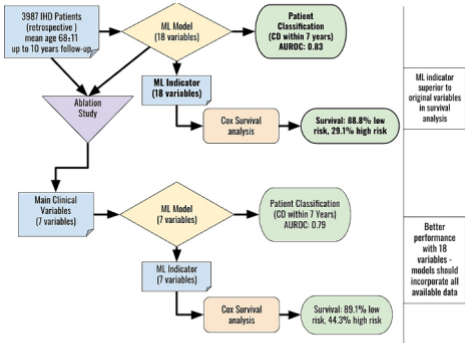 3987 IHD Patients
(retrospective )
mean age 68±11
up to 10 years follow-up
ML Model
(18 variables)
Patient
Classification
(CD within 7 years)
AUROC: 0.83
ML Indicator
(18 variables)
Ablation
Study
Cox Survival
analysis
Survival: 88.8% low
risk, 29.1% high risk
ML indicator
superior to
original variables
in survival
analysis
Main Clinical
Variables
(7 variables)
ML Model
(7 variables)
Patient Classification
(CD within 7 Years)
AUROC: 0.79
ML Indicator
(7 variables)
Cox Survival
analysis
Survival: 89.1% low
risk, 44.3% high risk
Better
performance
with 18
variables -
models should
incorporate all
available data